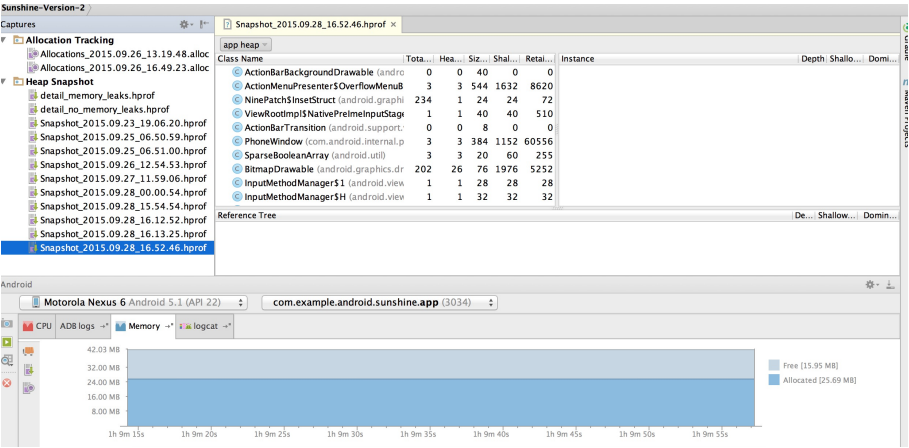 Sunshine-Version-2
Captures
Snapshot_2015.09.28_16.52.46.hprof ×
Allocation Tracking
Allocations_2015.09.26_13.19.48.alloc
Allocations_2015.09.26_16.49.23.alloc
Heap Snapshot
detail_memory_leaks.hprof
detail_no_memory_leaks.hprof
Snapshot_2015.09.23_19.06.20.hprof
Snapshot_2015.09.25_06.50.59.hprof
Snapshot_2015.09.25_06.51.00.hprof
Snapshot_2015.09.26_12.54.53.hprof
Snapshot_2015.09.27_11.59.06.hprof
Snapshot_2015.09.28_00.00.54.hprof
Snapshot_2015.09.28_15.54.54.hprof
Snapshot_2015.09.28_16.12.52.hprof
Snapshot_2015.09.28_16.13.25.hprof
Snapshot_2015.09.28_16.52.46.hprof
app heap
Class Name Tota... Hea... Siz... Shal... Retai... Instance Depth Shallo... Domi...
ActionBarBackgroundDrawable (andro 0 0 40 0 0
ActionMenuPresenter$OverflowMenuB 3 3 544 1632 8620
NinePatch$InsetStruct (android.graphi 234 1 24 24 72
ViewRootImpl$NativePreImeInputStage 1 1 40 40 510
ActionBarTransition (android.support. 0 0 8 0 0
PhoneWindow (com.android.internal.p 3 3 384 1152 60556
SparseBooleanArray (android.util) 3 3 20 60 255
BitmapDrawable (android.graphics.dr 202 26 76 1976 5252
InputMethodManager$1 (android.view 1 1 28 28 28
InputMethodManager$H (android.view 1 1 32 32 32
Reference Tree De... Shallow... Domin...
Maven Projects
Android
Motorola Nexus 6 Android 5.1 (API 22) com.example.android.sunshine.app (3034)
CPU ADB logs Memory logcat
42.03 MB
32.00 MB
24.00 MB
16.00 MB
8.00 MB
Free [15.95 MB]
Allocated [25.69 MB]
1h 9m 15s 1h 9m 20s 1h 9m 25s 1h 9m 30s 1h 9m 35s 1h 9m 40s 1h 9m 45s 1h 9m 50s 1h 9m 55s